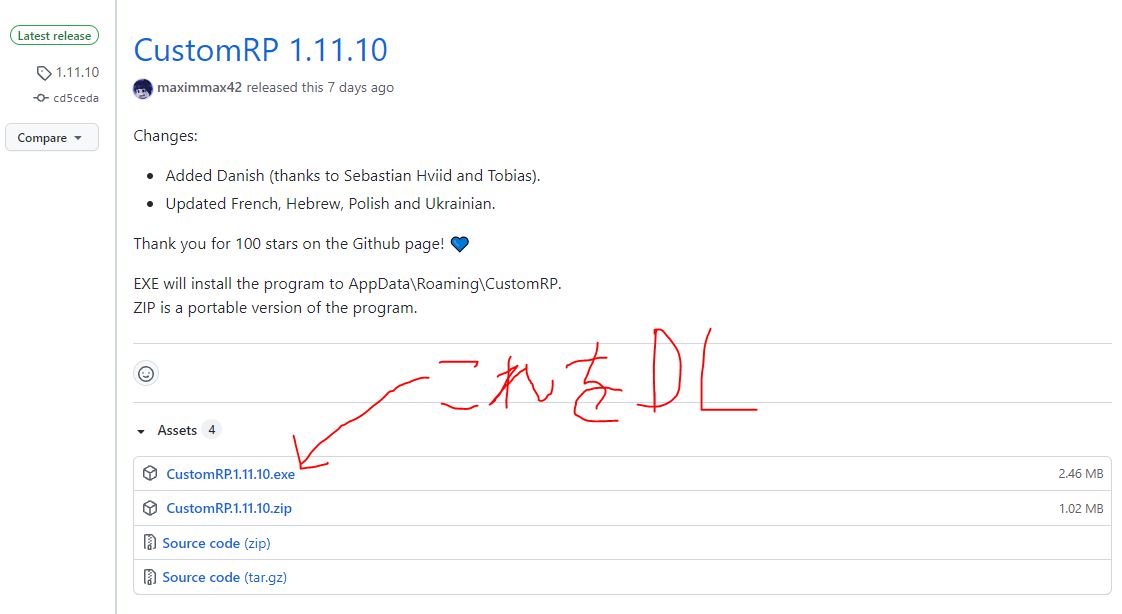 Latest release
1.11.10
cd5ceda
Compare
CustomRP 1.11.10
maximmax42 released this 7 days ago
Changes:
• Added Danish (thanks to Sebastian Hviid and Tobias).
• Updated French, Hebrew, Polish and Ukrainian.
Thank you for 100 stars on the Github page! 💙
EXE will install the program to AppData\Roaming\CustomRP.
ZIP is a portable version of the program.
これをDL
Assets 4
CustomRP.1.11.10.exe 2.46 MB
CustomRP.1.11.10.zip 1.02 MB
Source code (zip)
Source code (tar.gz)